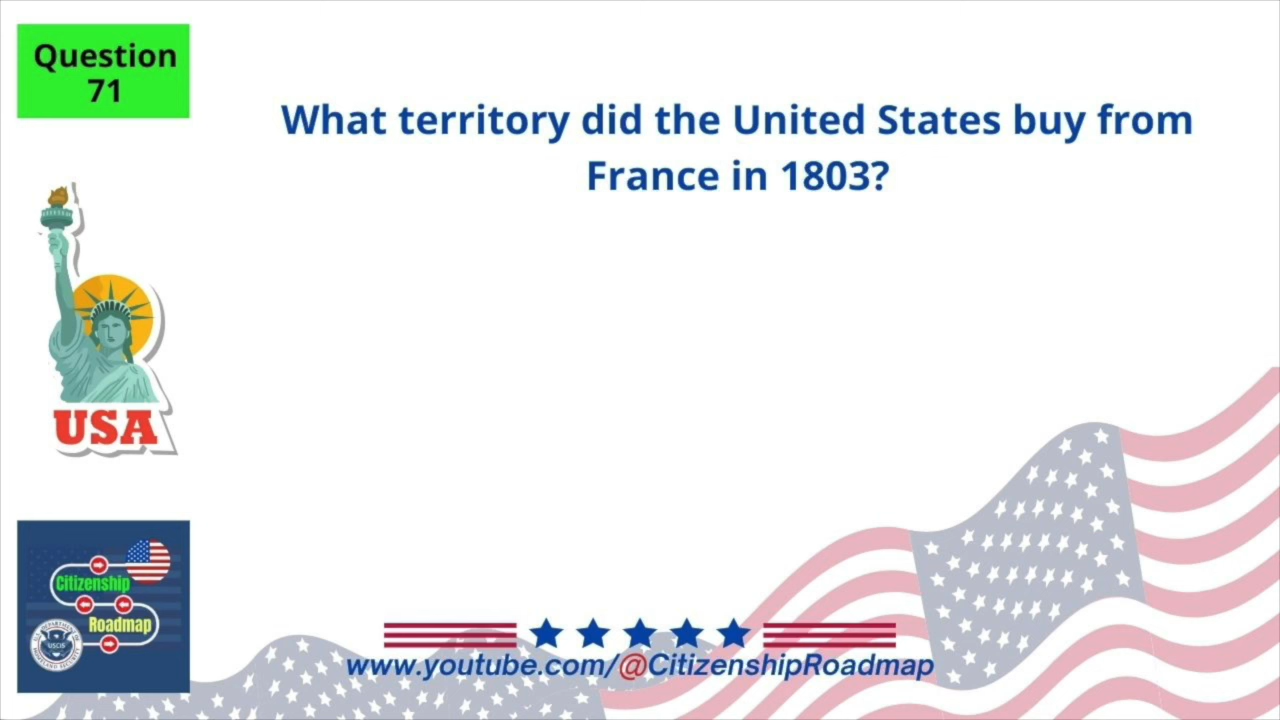 Question
71
What territory did the United States buy from
France in 1803?
USA
Citizenship
Roadmap
USCIS
www.youtube.com/@CitizenshipRoadmap